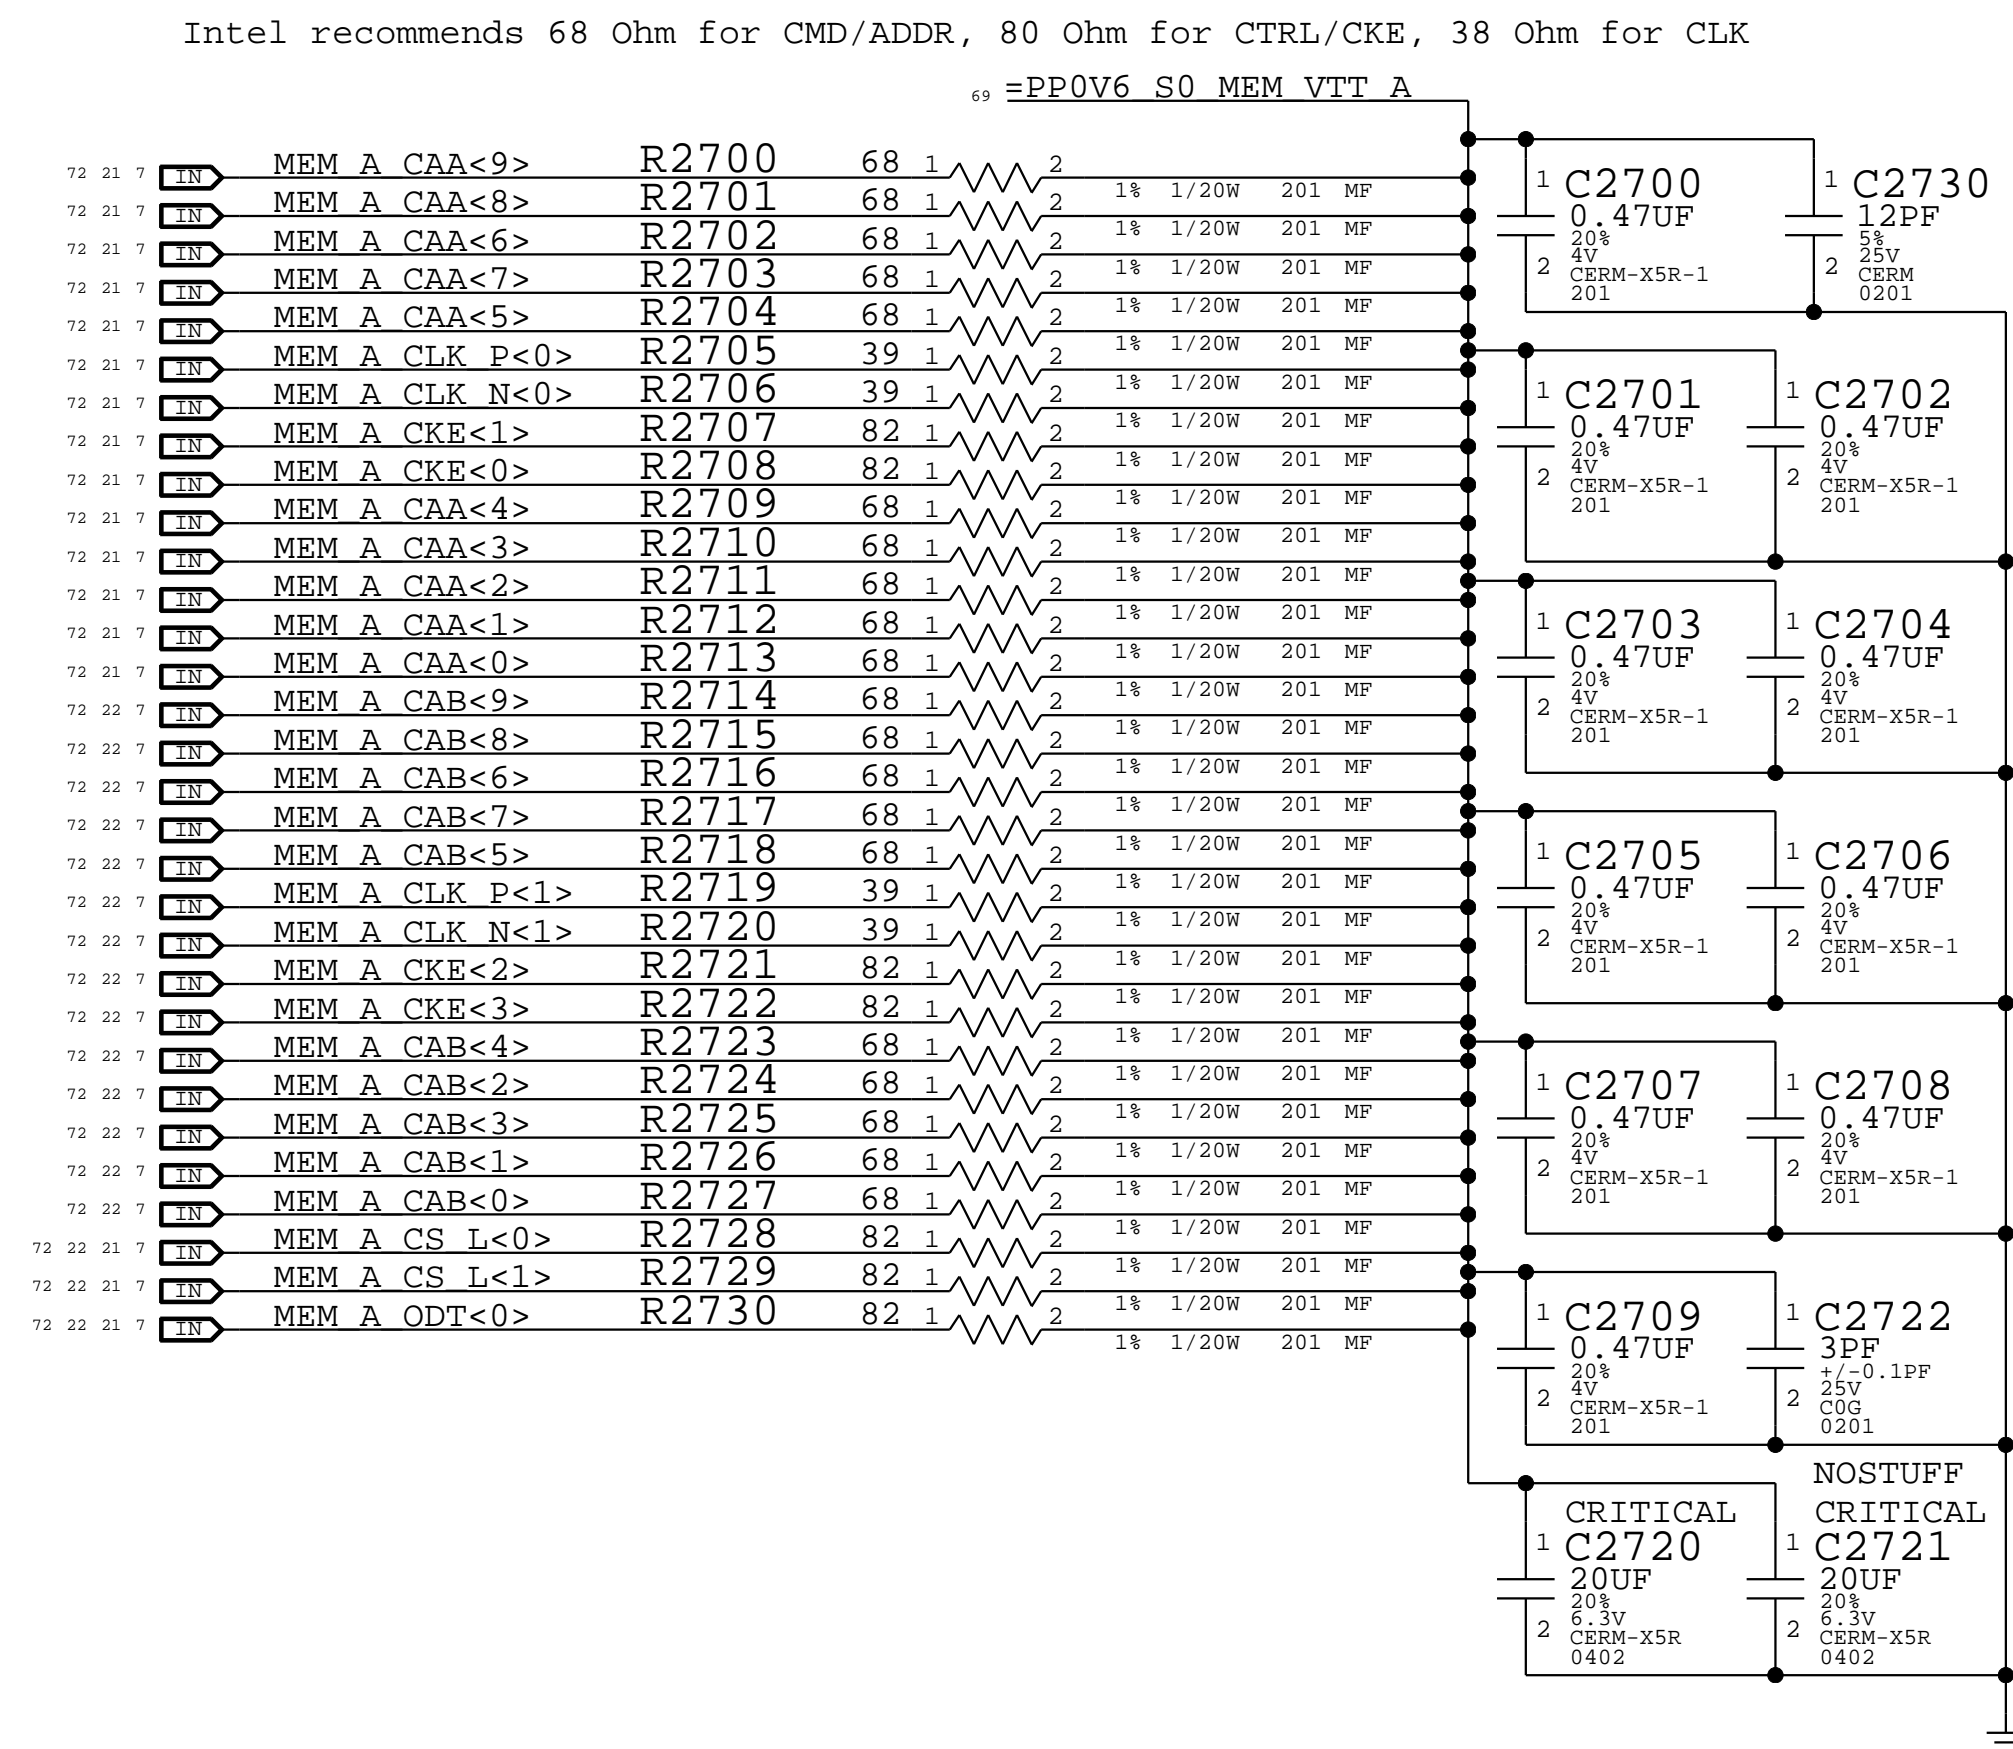 Intel recommends 68 Ohm for CMD/ADDR, 80 Ohm for CTRL/CKE, 38 Ohm for CLK
69 =PP0V6_S0_MEM_VTT_A
72 21 7 IN MEM_A_CAA<9> R2700 68 1 2 1% 1/20W 201 MF
72 21 7 IN MEM_A_CAA<8> R2701 68 1 2 1% 1/20W 201 MF
72 21 7 IN MEM_A_CAA<6> R2702 68 1 2 1% 1/20W 201 MF
72 21 7 IN MEM_A_CAA<7> R2703 68 1 2 1% 1/20W 201 MF
72 21 7 IN MEM_A_CAA<5> R2704 68 1 2 1% 1/20W 201 MF
72 21 7 IN MEM_A_CLK_P<0> R2705 39 1 2 1% 1/20W 201 MF
72 21 7 IN MEM_A_CLK_N<0> R2706 39 1 2 1% 1/20W 201 MF
72 21 7 IN MEM_A_CKE<1> R2707 82 1 2 1% 1/20W 201 MF
72 21 7 IN MEM_A_CKE<0> R2708 82 1 2 1% 1/20W 201 MF
72 21 7 IN MEM_A_CAA<4> R2709 68 1 2 1% 1/20W 201 MF
72 21 7 IN MEM_A_CAA<3> R2710 68 1 2 1% 1/20W 201 MF
72 21 7 IN MEM_A_CAA<2> R2711 68 1 2 1% 1/20W 201 MF
72 21 7 IN MEM_A_CAA<1> R2712 68 1 2 1% 1/20W 201 MF
72 21 7 IN MEM_A_CAA<0> R2713 68 1 2 1% 1/20W 201 MF
72 22 7 IN MEM_A_CAB<9> R2714 68 1 2 1% 1/20W 201 MF
72 22 7 IN MEM_A_CAB<8> R2715 68 1 2 1% 1/20W 201 MF
72 22 7 IN MEM_A_CAB<6> R2716 68 1 2 1% 1/20W 201 MF
72 22 7 IN MEM_A_CAB<7> R2717 68 1 2 1% 1/20W 201 MF
72 22 7 IN MEM_A_CAB<5> R2718 68 1 2 1% 1/20W 201 MF
72 22 7 IN MEM_A_CLK_P<1> R2719 39 1 2 1% 1/20W 201 MF
72 22 7 IN MEM_A_CLK_N<1> R2720 39 1 2 1% 1/20W 201 MF
72 22 7 IN MEM_A_CKE<2> R2721 82 1 2 1% 1/20W 201 MF
72 22 7 IN MEM_A_CKE<3> R2722 82 1 2 1% 1/20W 201 MF
72 22 7 IN MEM_A_CAB<4> R2723 68 1 2 1% 1/20W 201 MF
72 22 7 IN MEM_A_CAB<2> R2724 68 1 2 1% 1/20W 201 MF
72 22 7 IN MEM_A_CAB<3> R2725 68 1 2 1% 1/20W 201 MF
72 22 7 IN MEM_A_CAB<1> R2726 68 1 2 1% 1/20W 201 MF
72 22 7 IN MEM_A_CAB<0> R2727 68 1 2 1% 1/20W 201 MF
72 22 21 7 IN MEM_A_CS_L<0> R2728 82 1 2 1% 1/20W 201 MF
72 22 21 7 IN MEM_A_CS_L<1> R2729 82 1 2 1% 1/20W 201 MF
72 22 21 7 IN MEM_A_ODT<0> R2730 82 1 2 1% 1/20W 201 MF
1 C2700 1 C2730
0.47UF 12PF
20% 5%
4V 25V
2 CERM-X5R-1 2 CERM
201 0201
1 C2701 1 C2702
0.47UF 0.47UF
20% 20%
4V 4V
2 CERM-X5R-1 2 CERM-X5R-1
201 201
1 C2703 1 C2704
0.47UF 0.47UF
20% 20%
4V 4V
2 CERM-X5R-1 2 CERM-X5R-1
201 201
1 C2705 1 C2706
0.47UF 0.47UF
20% 20%
4V 4V
2 CERM-X5R-1 2 CERM-X5R-1
201 201
1 C2707 1 C2708
0.47UF 0.47UF
20% 20%
4V 4V
2 CERM-X5R-1 2 CERM-X5R-1
201 201
1 C2709 1 C2722
0.47UF 3PF
20% +/-0.1PF
4V 25V
2 CERM-X5R-1 2 C0G
201 0201
NOSTUFF
CRITICAL CRITICAL
1 C2720 1 C2721
20UF 20UF
20% 20%
6.3V 6.3V
2 CERM-X5R 2 CERM-X5R
0402 0402